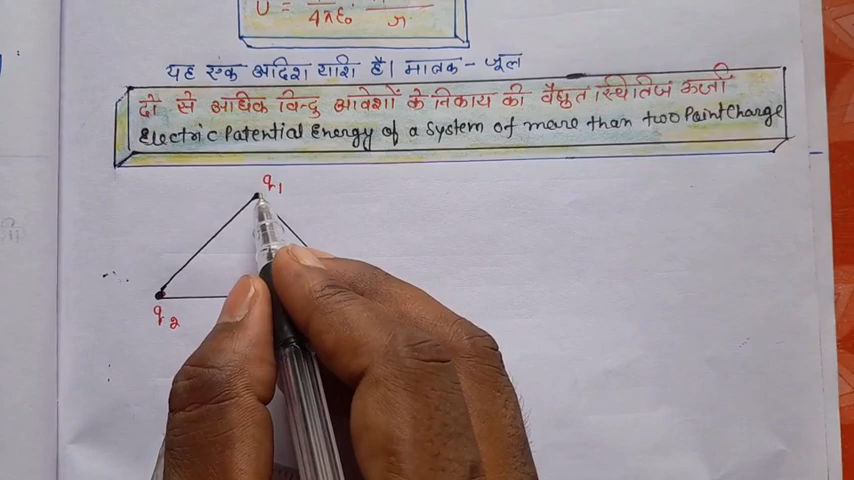 U = 1
4πε₀ r
यह एक अदिश राशि है। मात्रक - जूल
दो से अधिक बिन्दु आवेशों के निकाय की वैद्युत स्थितिज ऊर्जा
Electric Potential Energy of a System of more than two Point Charge
q₁
q₂